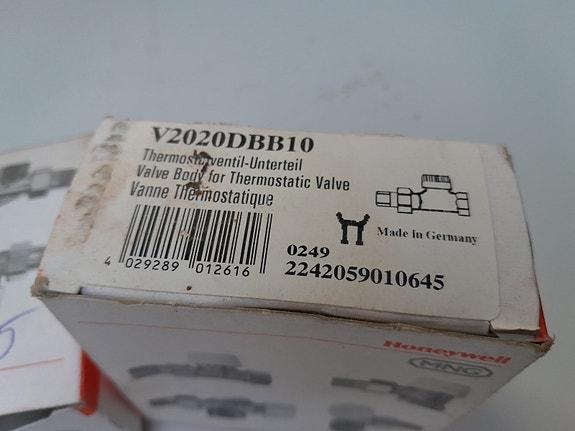 V2020DBB10
Thermostatventil-Unterteil
Valve Body for Thermostatic Valve
Vanne Thermostatique
Made in Germany
0249
2242059010645
4 029289 012616
Honeywell
MNG
5